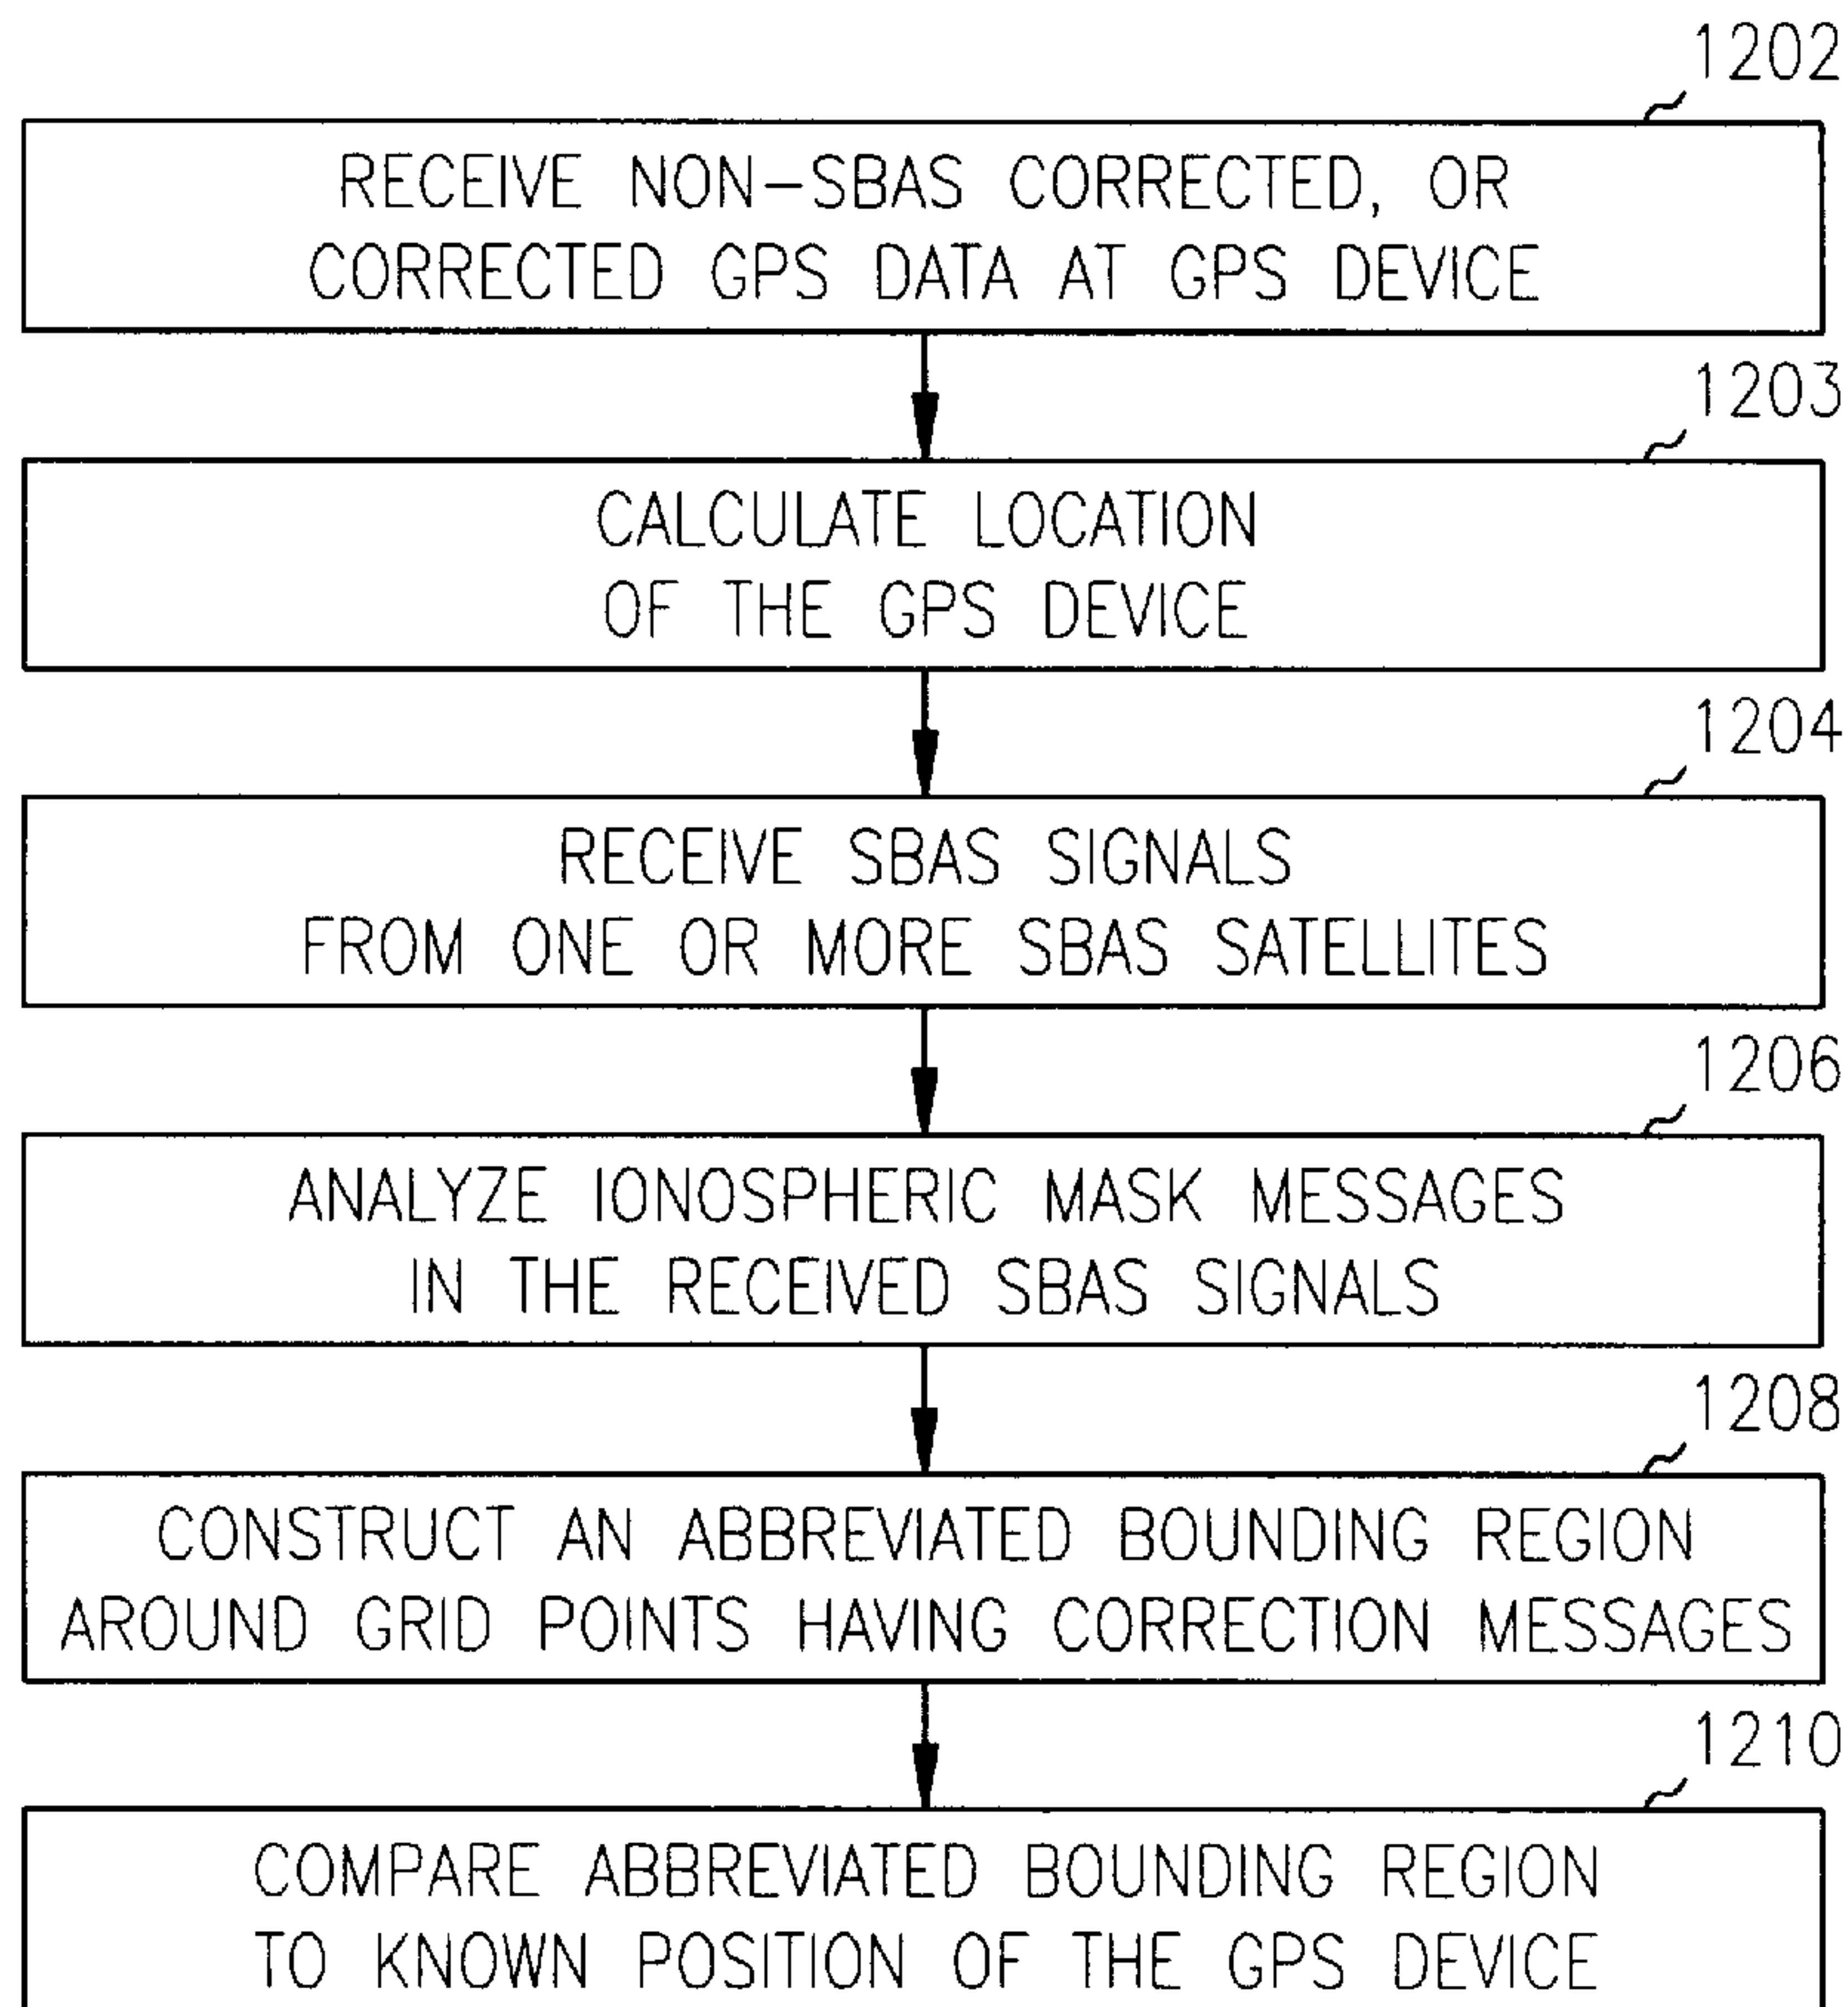 1202
RECEIVE NON-SBAS CORRECTED, OR
CORRECTED GPS DATA AT GPS DEVICE
1203
CALCULATE LOCATION
OF THE GPS DEVICE
1204
RECEIVE SBAS SIGNALS
FROM ONE OR MORE SBAS SATELLITES
1206
ANALYZE IONOSPHERIC MASK MESSAGES
IN THE RECEIVED SBAS SIGNALS
1208
CONSTRUCT AN ABBREVIATED BOUNDING REGION
AROUND GRID POINTS HAVING CORRECTION MESSAGES
1210
COMPARE ABBREVIATED BOUNDING REGION
TO KNOWN POSITION OF THE GPS DEVICE